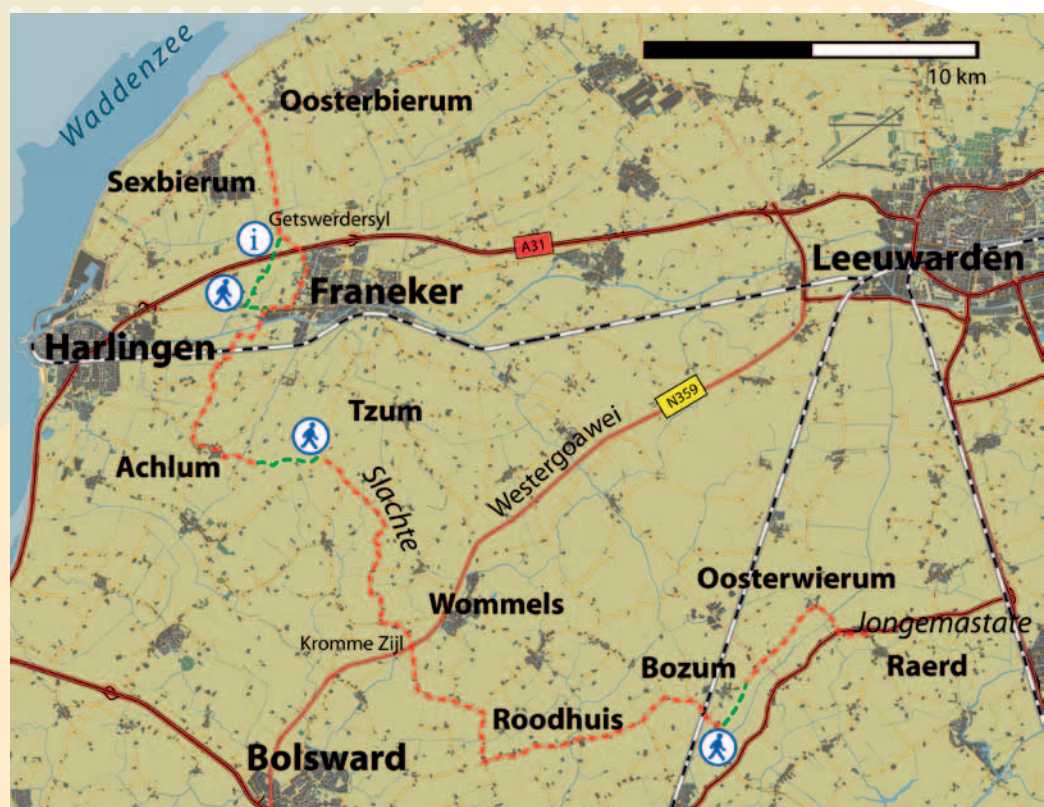 Waddenzee
10 km
Oosterbierum
Sexbierum
Getswerdersyl
i
A31
Leeuwarden
Franeker
Harlingen
N359
Tzum
Achlum
Slachte
Westergoawei
Oosterwierum
Wommels
Jongemastate
Kromme Zijl
Bozum
Raerd
Roodhuis
Bolsward